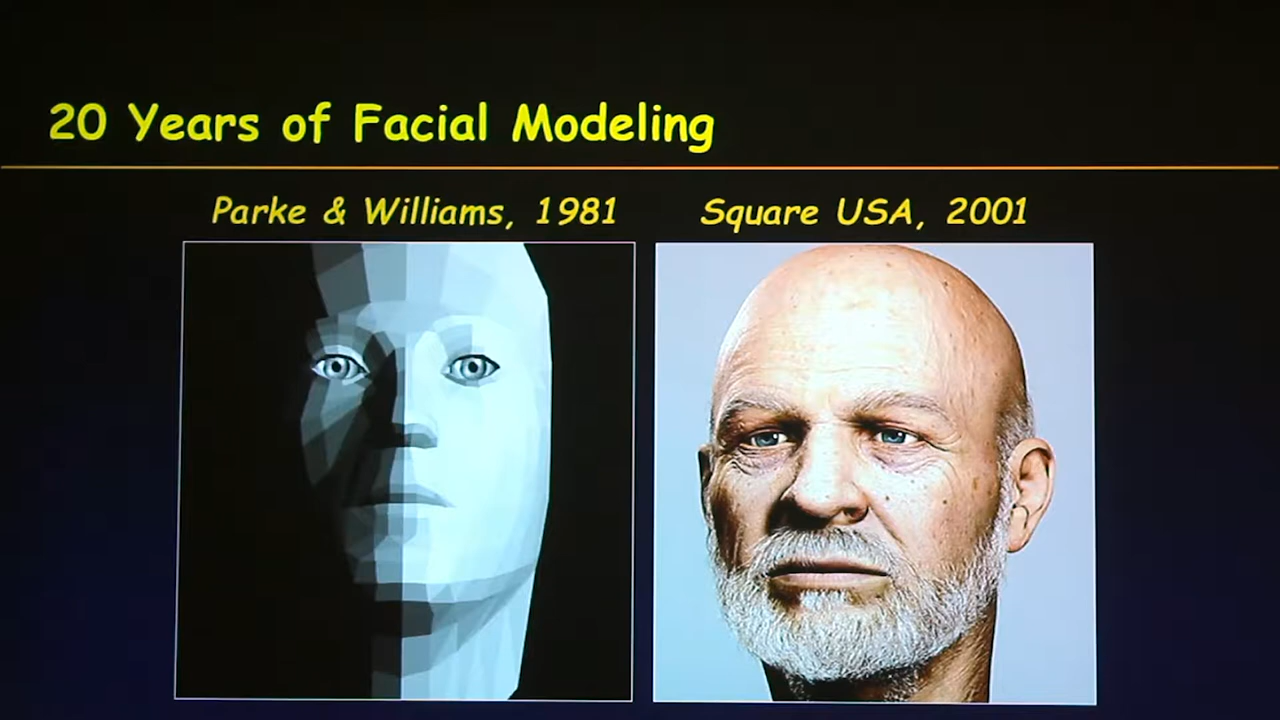 20 Years of Facial Modeling
Parke & Williams, 1981
Square USA, 2001